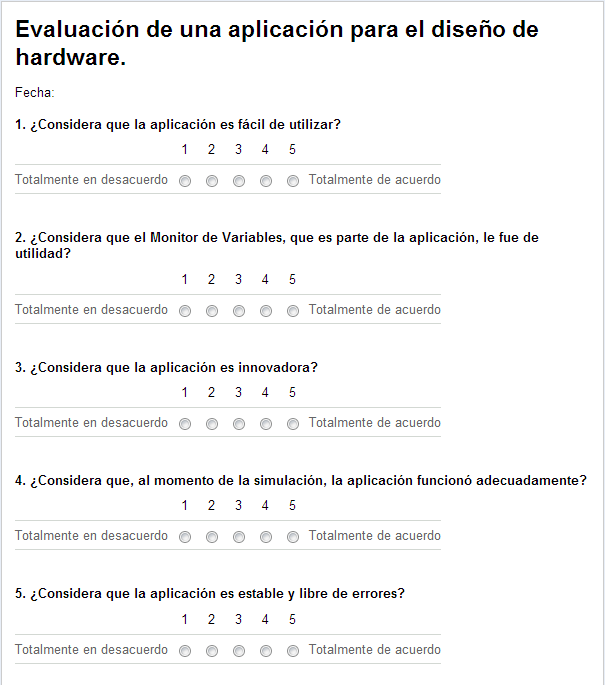 Evaluación de una aplicación para el diseño de
hardware.
Fecha:
1. ¿Considera que la aplicación es fácil de utilizar?
1 2 3 4 5
Totalmente en desacuerdo Totalmente de acuerdo
2. ¿Considera que el Monitor de Variables, que es parte de la aplicación, le fue de
utilidad?
1 2 3 4 5
Totalmente en desacuerdo Totalmente de acuerdo
3. ¿Considera que la aplicación es innovadora?
1 2 3 4 5
Totalmente en desacuerdo Totalmente de acuerdo
4. ¿Considera que, al momento de la simulación, la aplicación funcionó adecuadamente?
1 2 3 4 5
Totalmente en desacuerdo Totalmente de acuerdo
5. ¿Considera que la aplicación es estable y libre de errores?
1 2 3 4 5
Totalmente en desacuerdo Totalmente de acuerdo